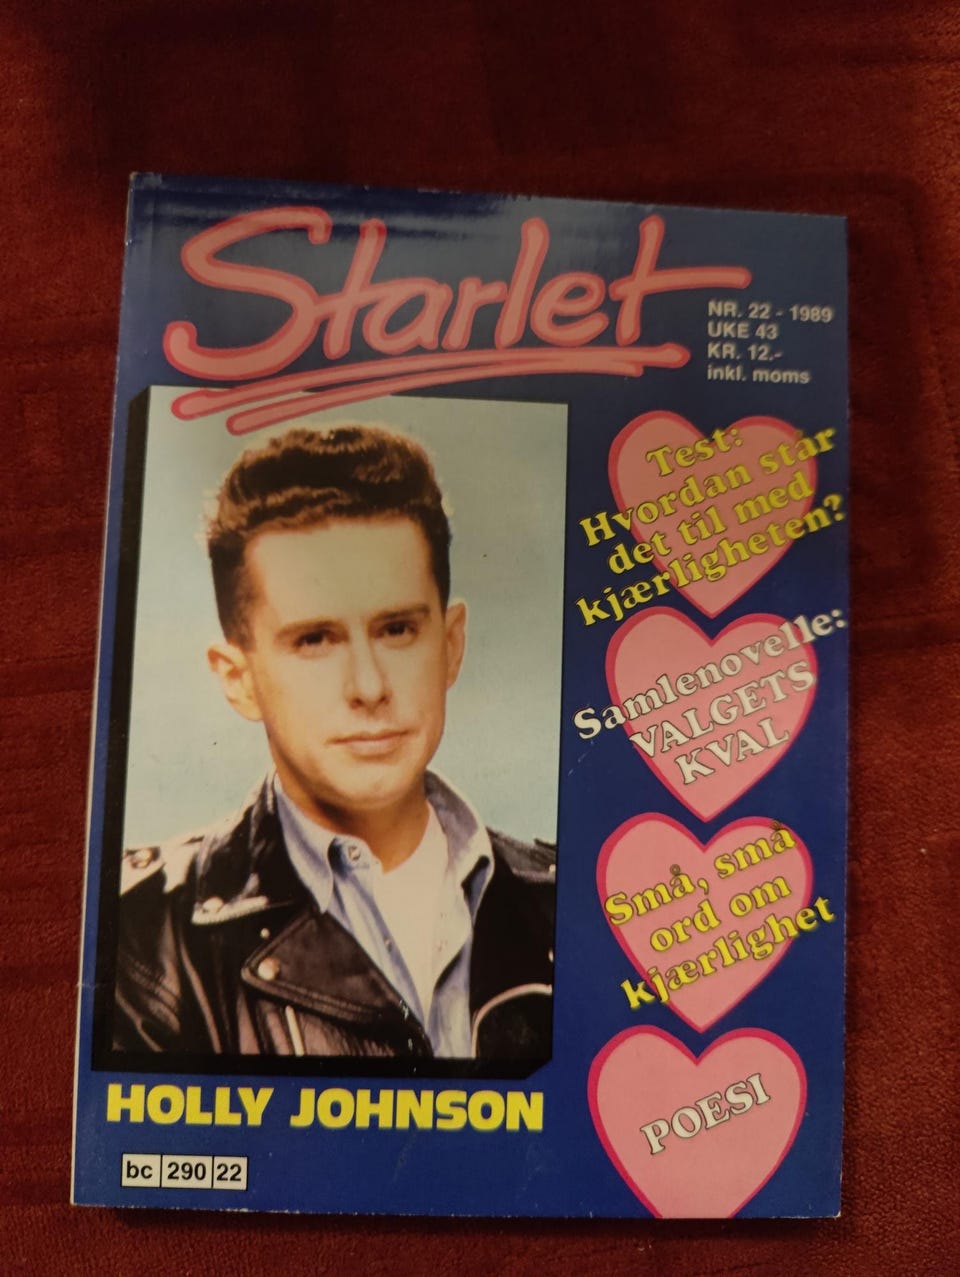 Starlet
NR. 22 - 1989
UKE 43
KR. 12.-
inkl. moms
Test:
Hvordan står
det til med
kjærligheten?
Samlenovelle:
VALGETS
KVAL
Små, små
ord om
kjærlighet
POESI
HOLLY JOHNSON
bc 290 22